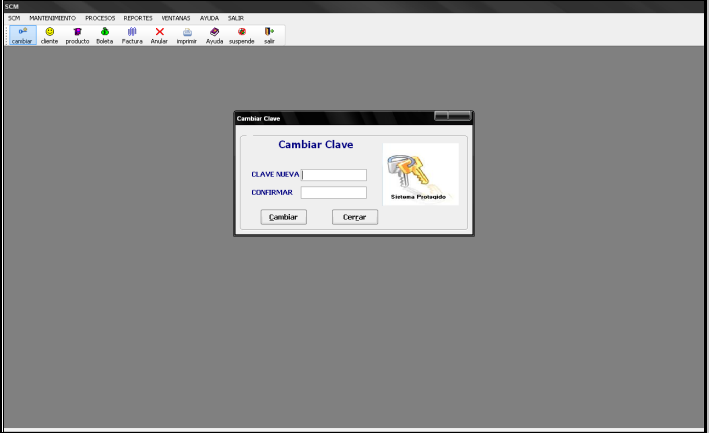 SCM
SCM MANTENIMIENTO PROCESOS REPORTES VENTANAS AYUDA SALIR
cambiar cliente producto Boleta Factura Anular imprimir Ayuda suspende salir
Cambiar Clave
Cambiar Clave
CLAVE NUEVA
CONFIRMAR
Sistema Protegido
Cambiar Cerrar